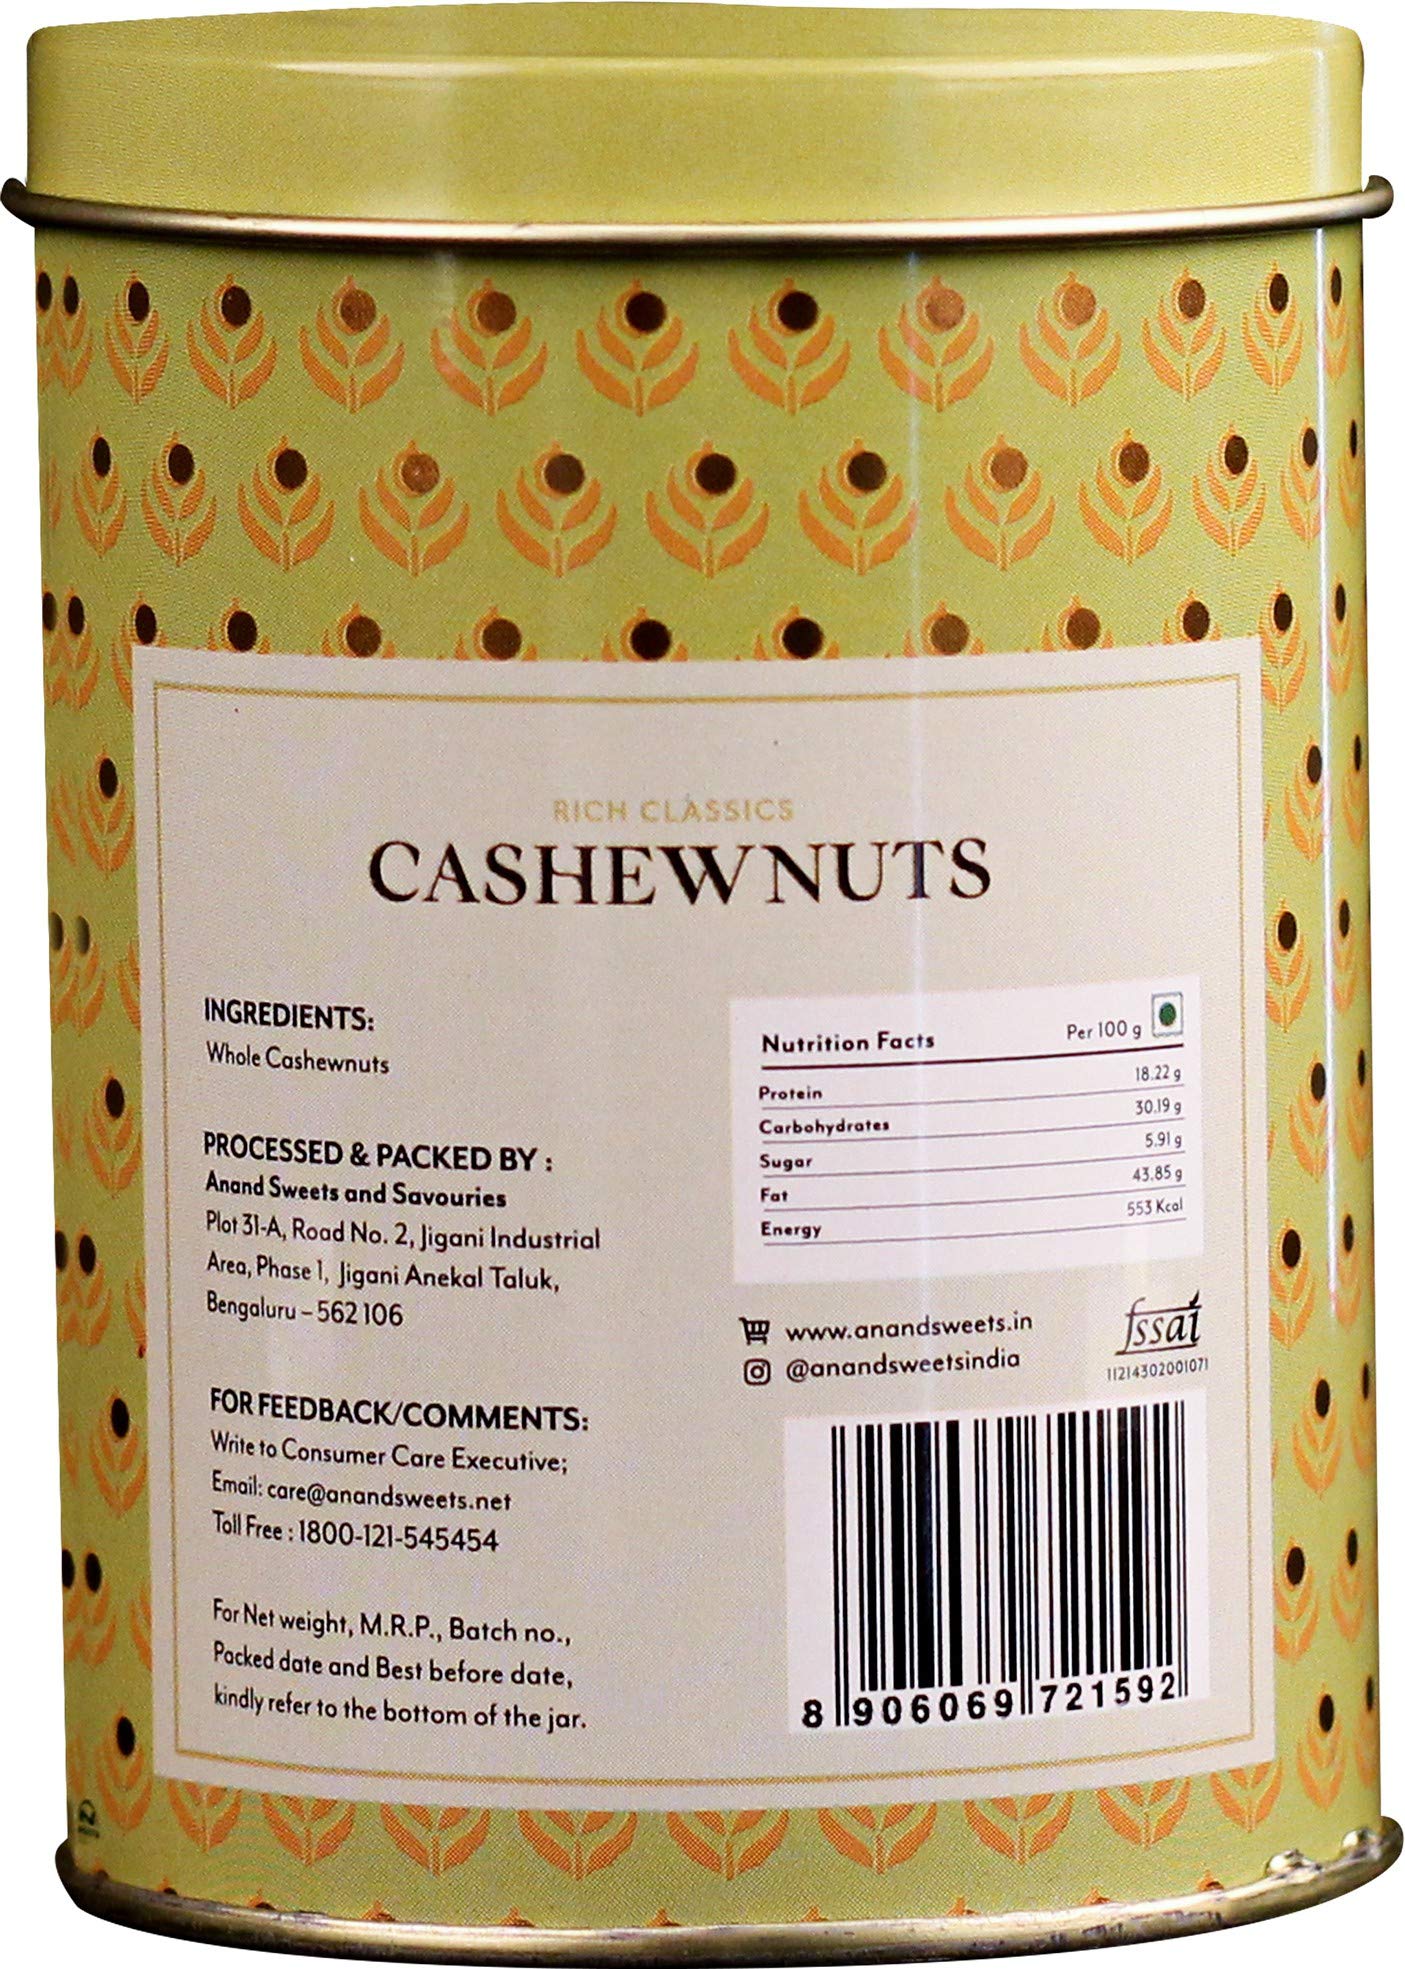 RICH CLASSICS
CASHEWNUTS
INGREDIENTS:
Whole Cashewnuts
PROCESSED & PACKED BY :
Anand Sweets and Savouries
Plot 31-A, Road No. 2, Jigani Industrial
Area, Phase 1, Jigani Anekal Taluk,
Bengaluru – 562 106
FOR FEEDBACK/COMMENTS:
Write to Consumer Care Executive;
Email: care@anandsweets.net
Toll Free : 1800-121-545454
For Net weight, M.R.P., Batch no.,
Packed date and Best before date,
kindly refer to the bottom of the jar.
Nutrition Facts Per 100 g
Protein 18.22 g
Carbohydrates 30.19 g
Sugar 5.91 g
Fat 43.85 g
Energy 553 Kcal
www.anandsweets.in
@anandsweetsindia
fssai
11214302001071
8 906069 721592